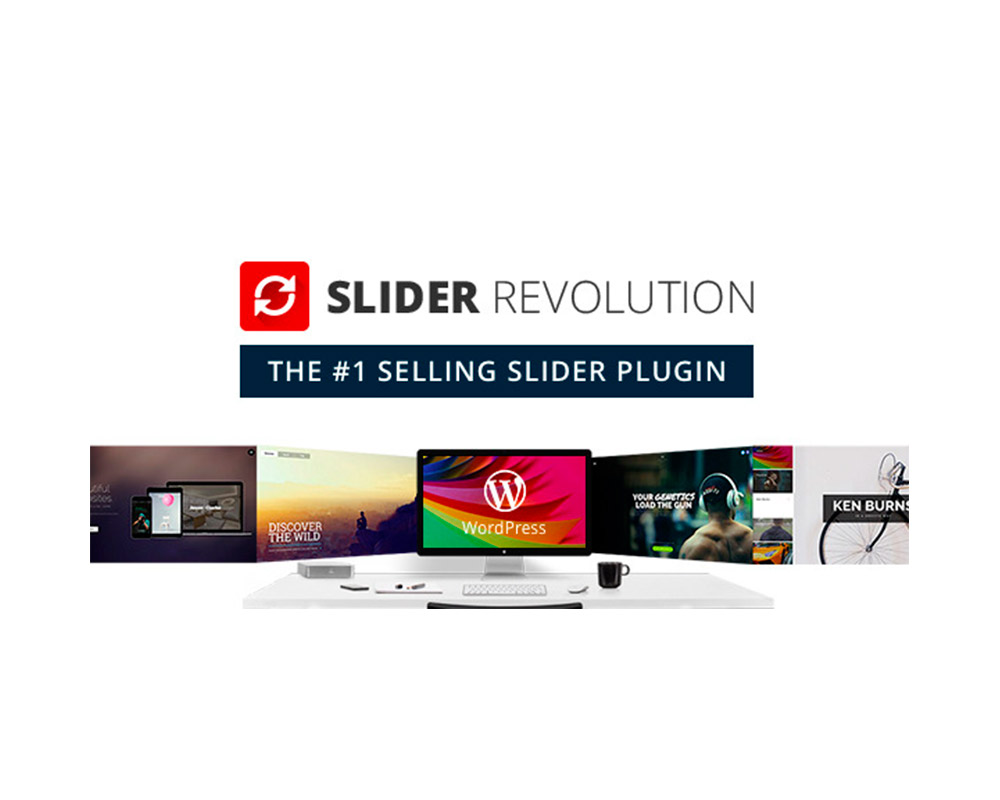 SLIDER REVOLUTION
THE #1 SELLING SLIDER PLUGIN
DISCOVER
THE WILD
WordPress
YOUR GENETICS
LOAD THE GUN
KEN BURNS